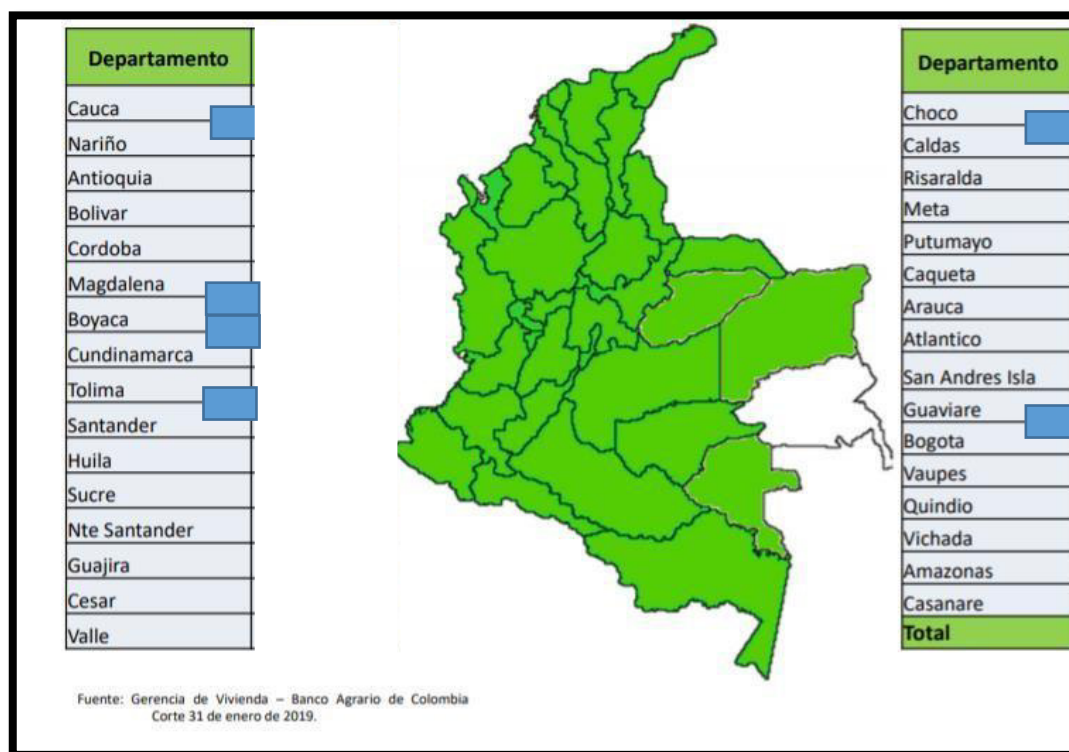 Departamento
Cauca
Nariño
Antioquia
Bolivar
Cordoba
Magdalena
Boyaca
Cundinamarca
Tolima
Santander
Huila
Sucre
Nte Santander
Guajira
Cesar
Valle
Departamento
Choco
Caldas
Risaralda
Meta
Putumayo
Caqueta
Arauca
Atlantico
San Andres Isla
Guaviare
Bogota
Vaupes
Quindio
Vichada
Amazonas
Casanare
Total
Fuente: Gerencia de Vivienda – Banco Agrario de Colombia
Corte 31 de enero de 2019.